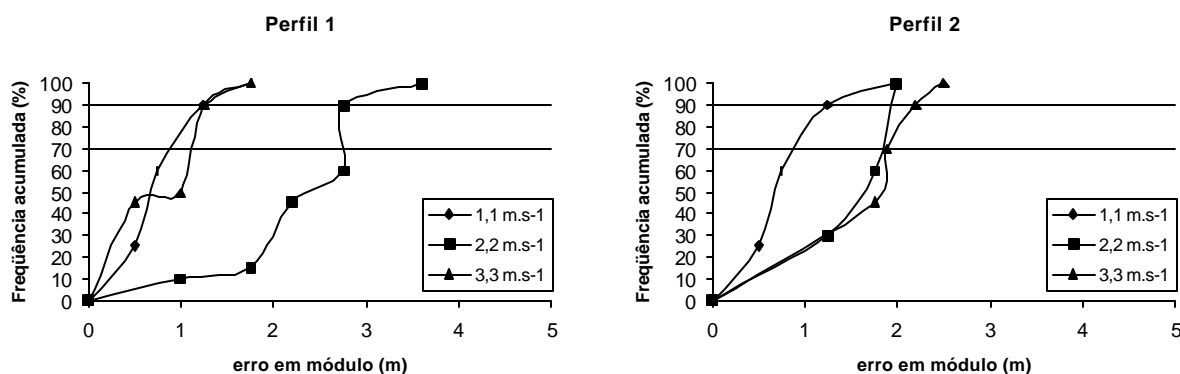 Perfil 1
Freqüência acumulada (%)
100
90
80
70
60
50
40
30
20
10
0
0 1 2 3 4 5
erro em módulo (m)
1,1 m.s-1
2,2 m.s-1
3,3 m.s-1
Perfil 2
Freqüência acumulada (%)
100
90
80
70
60
50
40
30
20
10
0
0 1 2 3 4 5
erro em módulo (m)
1,1 m.s-1
2,2 m.s-1
3,3 m.s-1